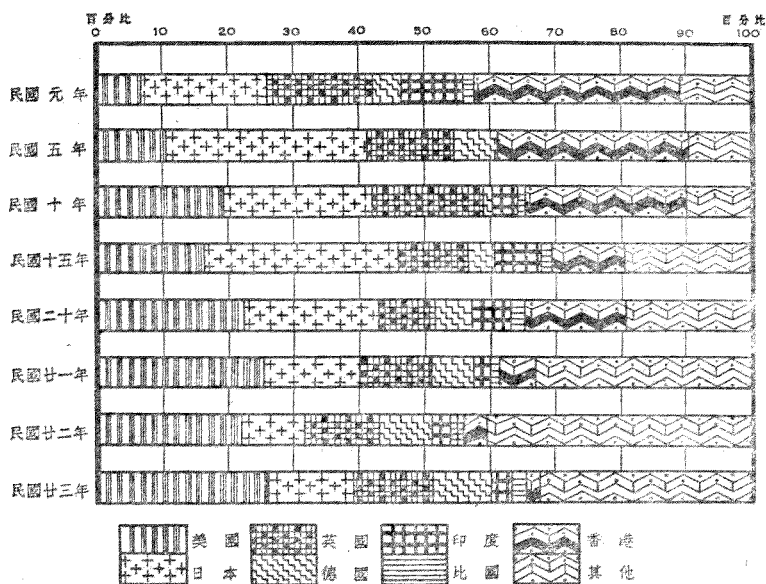 百分比 百分比
0 10 20 30 40 50 60 70 80 90 100
民國元年
民國五年
民國十年
民國十五年
民國二十年
民國廿一年
民國廿二年
民國廿三年
美國 英國 印度 香港
日本 德國 比國 其他